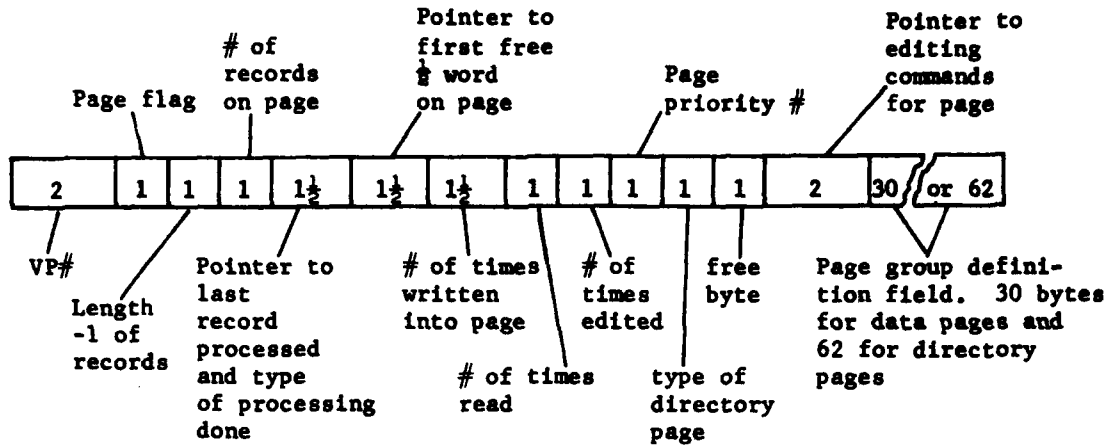 Pointer to
first free
½ word
on page
# of
records
on page
Page flag
Page
priority #
Pointer to
editing
commands
for page
2 1 1 1 1½ 1½ 1½ 1 1 1 1 1 2 30 or 62
VP#
Length
-1 of
records
Pointer to
last
record
processed
and type
of processing
done
# of times
written
into page
# of times
read
# of
times
edited
type of
directory
page
free
byte
Page group defini-
tion field. 30 bytes
for data pages and
62 for directory
pages